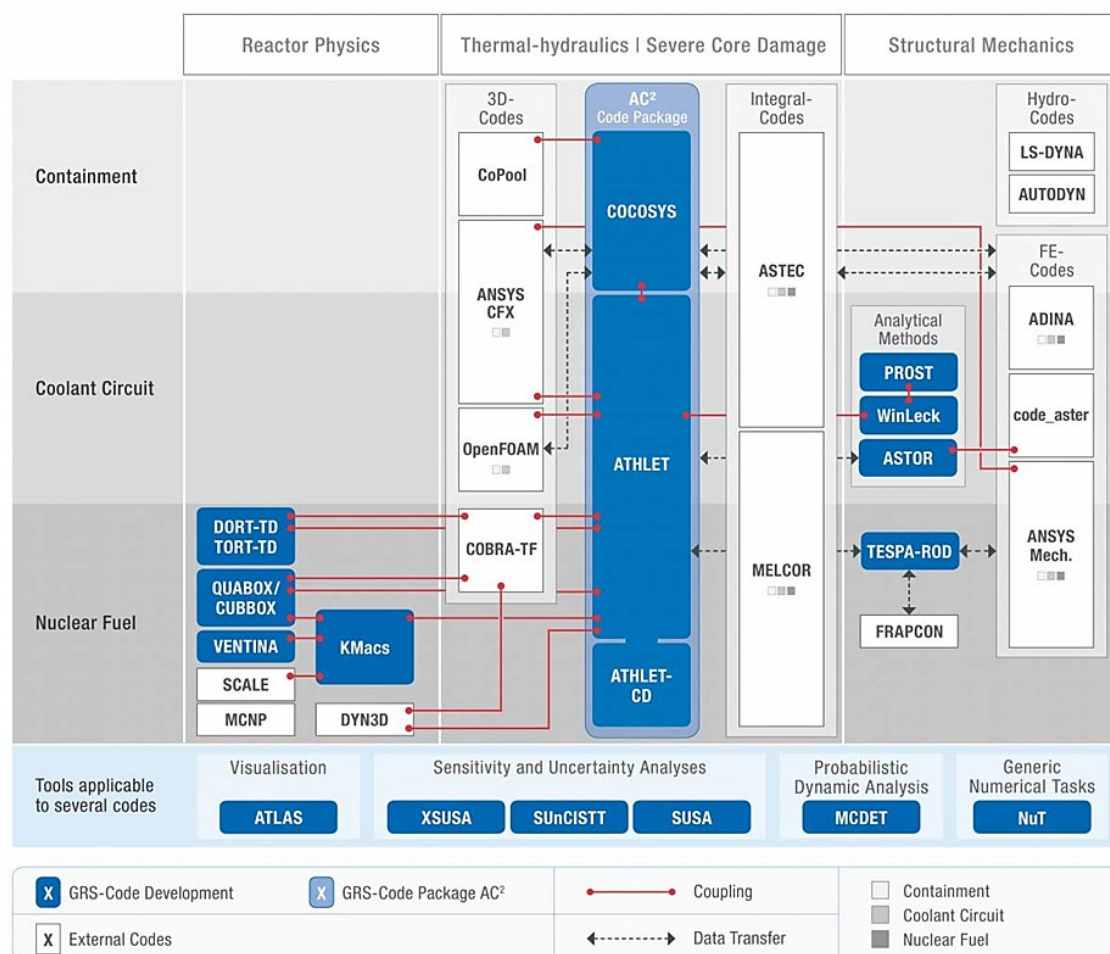 Reactor Physics
Thermal-hydraulics | Severe Core Damage
Structural Mechanics
Containment
Coolant Circuit
Nuclear Fuel
3D-
Codes
CoPool
ANSYS
CFX
OpenFOAM
COBRA-TF
AC²
Code Package
COCOSYS
ATHLET
ATHLET-
CD
Integral-
Codes
ASTEC
MELCOR
Hydro-
Codes
LS-DYNA
AUTODYN
FE-
Codes
ADINA
code_aster
ANSYS
Mech.
Analytical
Methods
PROST
WinLeck
ASTOR
TESPA-ROD
FRAPCON
DORT-TD
TORT-TD
QUABOX/
CUBBOX
VENTINA
SCALE
MCNP
KMacs
DYN3D
Tools applicable
to several codes
Visualisation
ATLAS
Sensitivity and Uncertainty Analyses
XSUSA
SUnCISTT
SUSA
Probabilistic
Dynamic Analysis
MCDET
Generic
Numerical Tasks
NuT
X GRS-Code Development
X GRS-Code Package AC²
X External Codes
Coupling
Data Transfer
Containment
Coolant Circuit
Nuclear Fuel